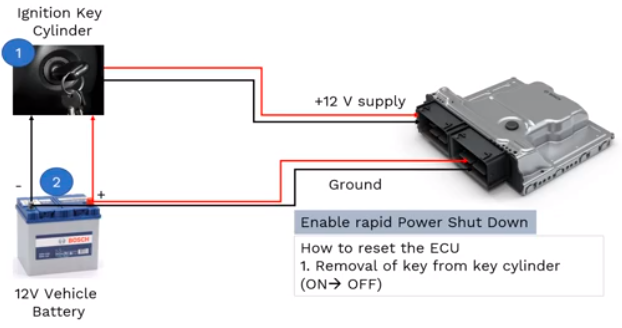 Ignition Key
Cylinder
1
+12 V supply
2
-
+
Ground
BOSCH
12V Vehicle
Battery
Enable rapid Power Shut Down
How to reset the ECU
1. Removal of key from key cylinder
(ON→ OFF)